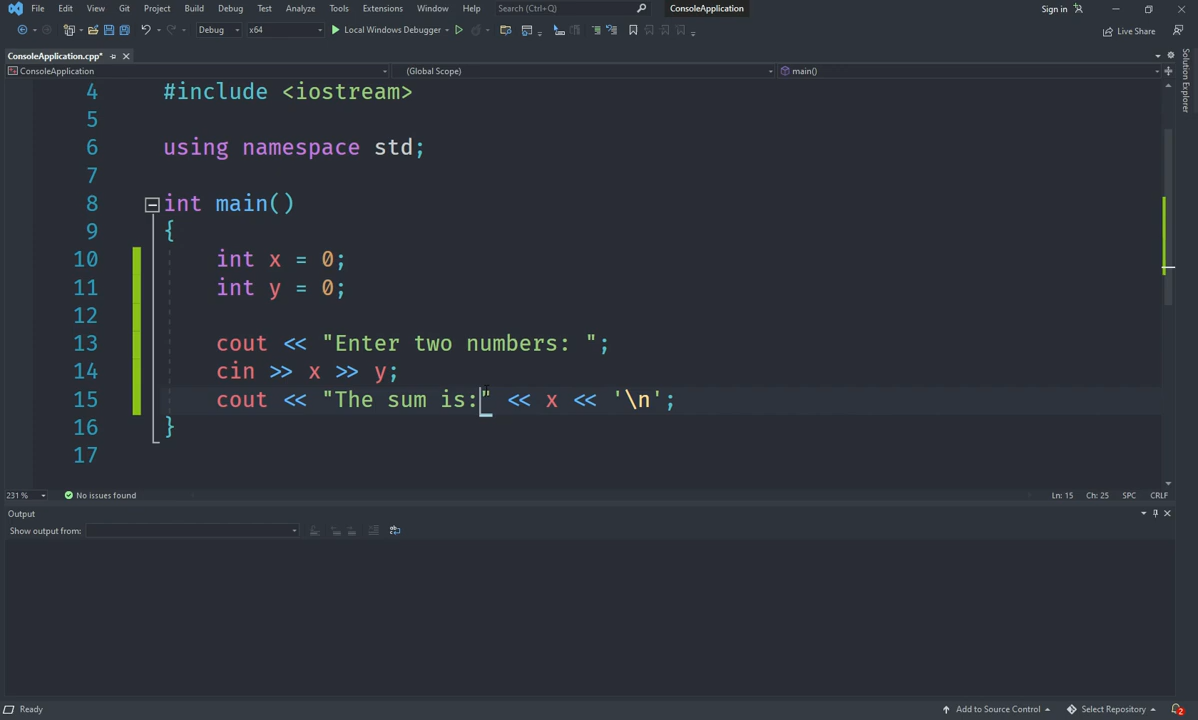 File Edit View Git Project Build Debug Test Analyze Tools Extensions Window Help Search (Ctrl+Q) ConsoleApplication Sign in
Debug x64 Local Windows Debugger Live Share
ConsoleApplication.cpp*
ConsoleApplication (Global Scope) main()
Solution Explorer
4 #include <iostream>
5
6 using namespace std;
7
8 int main()
9 {
10 int x = 0;
11 int y = 0;
12
13 cout << "Enter two numbers: ";
14 cin >> x >> y;
15 cout << "The sum is:" << x << '\n';
16 }
17
231 % No issues found Ln: 15 Ch: 25 SPC CRLF
Output
Show output from:
Ready Add to Source Control Select Repository 2